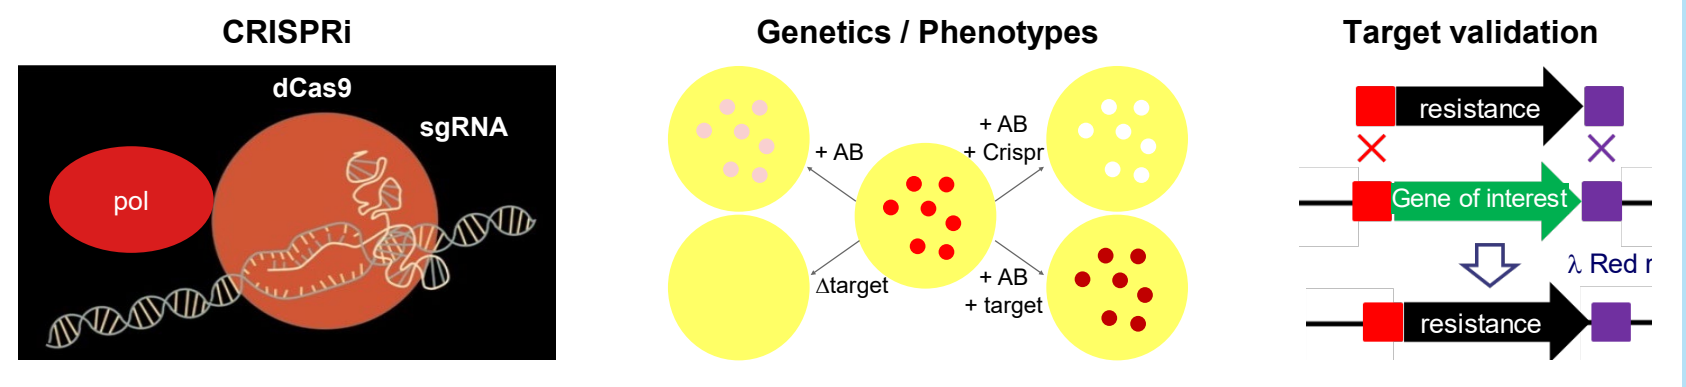 CRISPRi
dCas9
sgRNA
pol
Genetics / Phenotypes
+ AB
+ AB
+ Crispr
Δtarget
+ AB
+ target
Target validation
resistance
Gene of interest
λ Red r
resistance